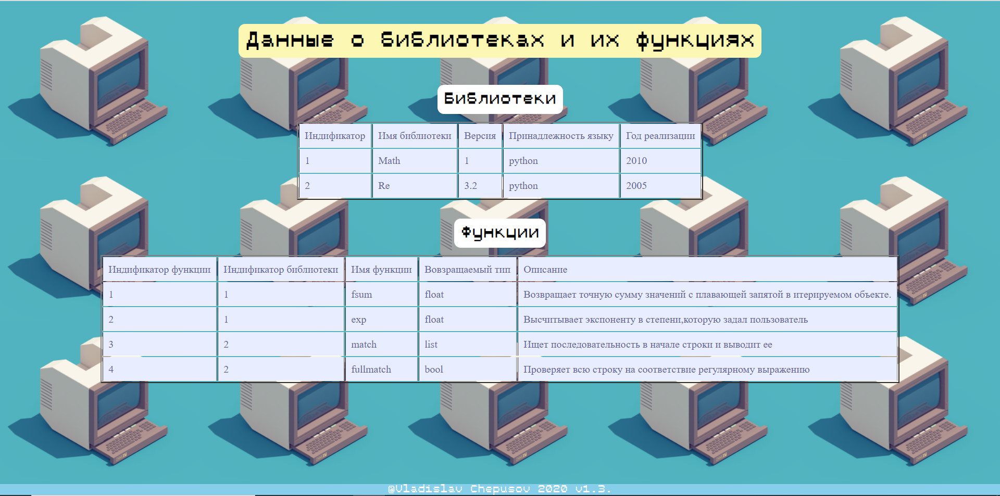 Данные о библиотеках и их функциях
Библиотеки
Индификатор Имя библиотеки Версия Принадлежность языку Год реализации
1 Math 1 python 2010
2 Re 3.2 python 2005
Функции
Индификатор функции Индификатор библиотеки Имя функции Вовзращаемый тип Описание
1 1 fsum float Возвращает точную сумму значений с плавающей запятой в итерируемом объекте.
2 1 exp float Высчитывает экспоненту в степени,которую задал пользователь
3 2 match list Ищет последовательность в начале строки и выводит ее
4 2 fullmatch bool Проверяет всю строку на соответствие регулярному выражению
@Vladislav Chepusov 2020 v1.3.